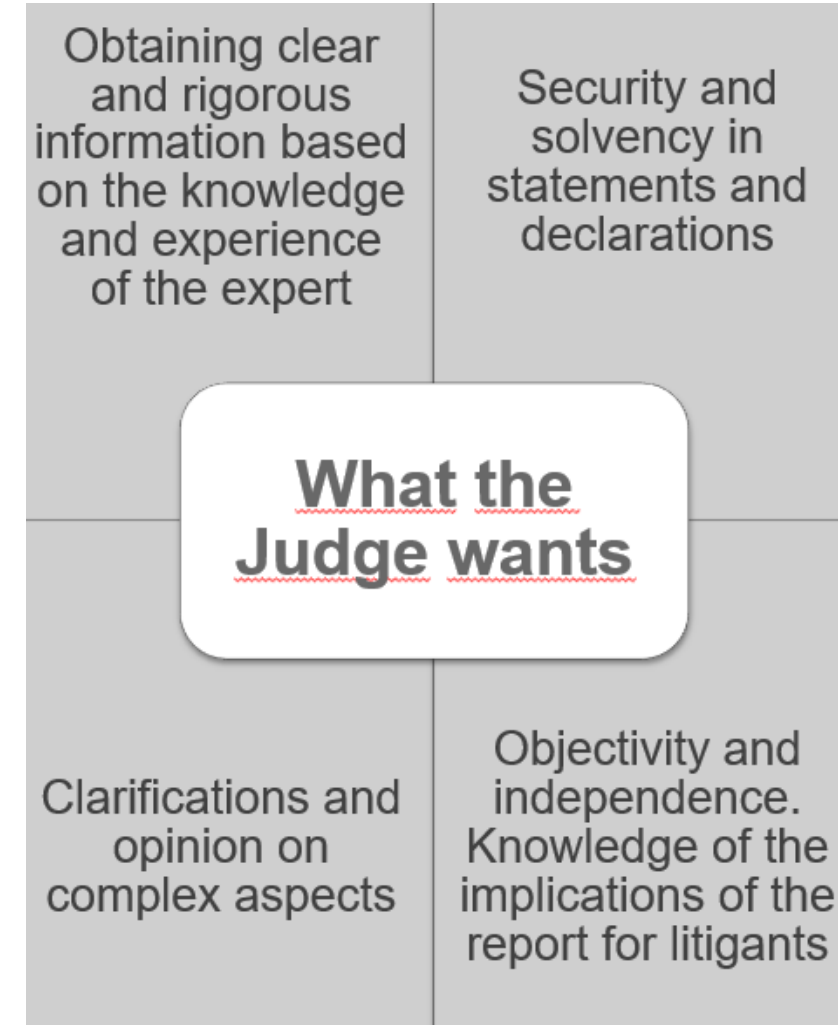 Obtaining clear
and rigorous
information based
on the knowledge
and experience
of the expert
Security and
solvency in
statements and
declarations
What the
Judge wants
Clarifications and
opinion on
complex aspects
Objectivity and
independence.
Knowledge of the
implications of the
report for litigants